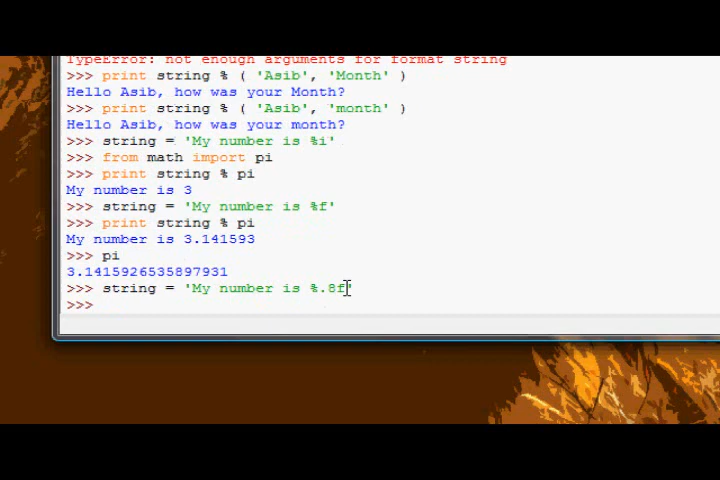 TypeError: not enough arguments for format string
>>> print string % ( 'Asib', 'Month' )
Hello Asib, how was your Month?
>>> print string % ( 'Asib', 'month' )
Hello Asib, how was your month?
>>> string = 'My number is %i'
>>> from math import pi
>>> print string % pi
My number is 3
>>> string = 'My number is %f'
>>> print string % pi
My number is 3.141593
>>> pi
3.1415926535897931
>>> string = 'My number is %.8f'
>>>